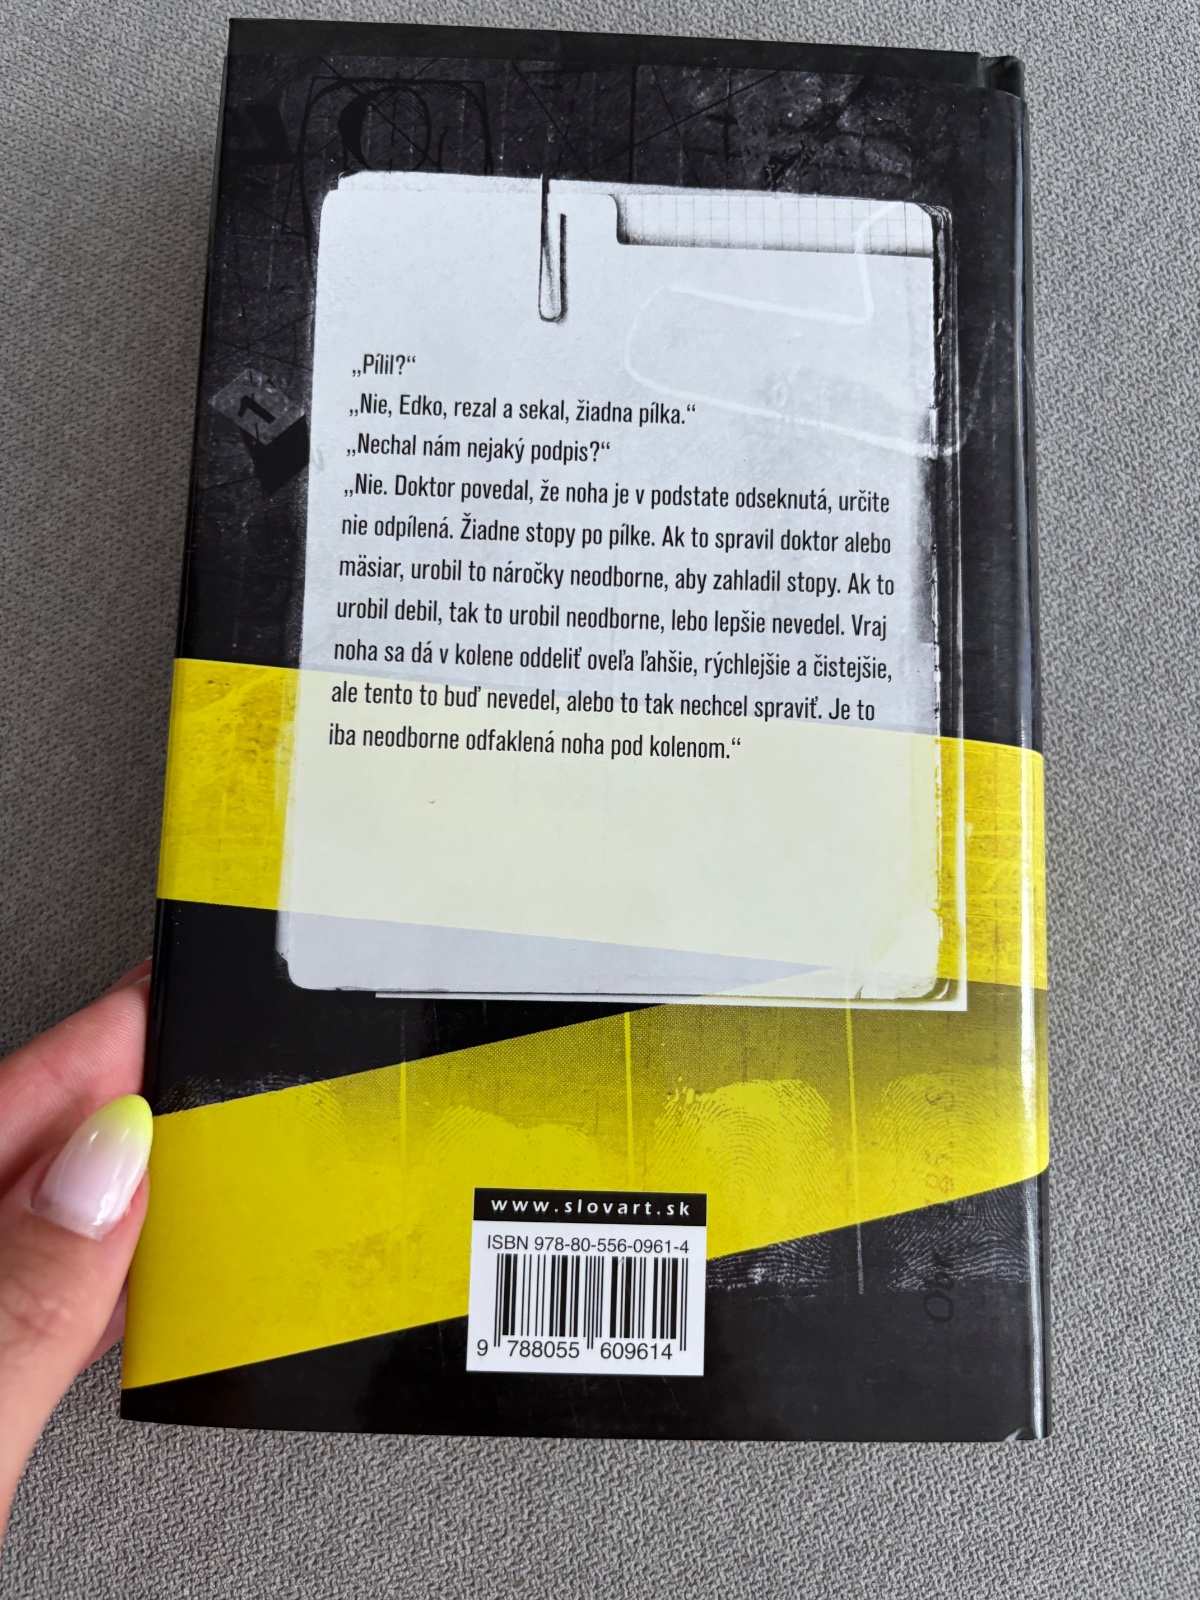 1
„Pílil?“
„Nie, Edko, rezal a sekal, žiadna pílka.“
„Nechal nám nejaký podpis?“
„Nie. Doktor povedal, že noha je v podstate odseknutá, určite
nie odpílená. Žiadne stopy po pílke. Ak to spravil doktor alebo
mäsiar, urobil to náročky neodborne, aby zahladil stopy. Ak to
urobil debil, tak to urobil neodborne, lebo lepšie nevedel. Vraj
noha sa dá v kolene oddeliť oveľa ľahšie, rýchlejšie a čistejšie,
ale tento to buď nevedel, alebo to tak nechcel spraviť. Je to
iba neodborne odfaklená noha pod kolenom.“
www.slovart.sk
ISBN 978-80-556-0961-4
9 788055 609614